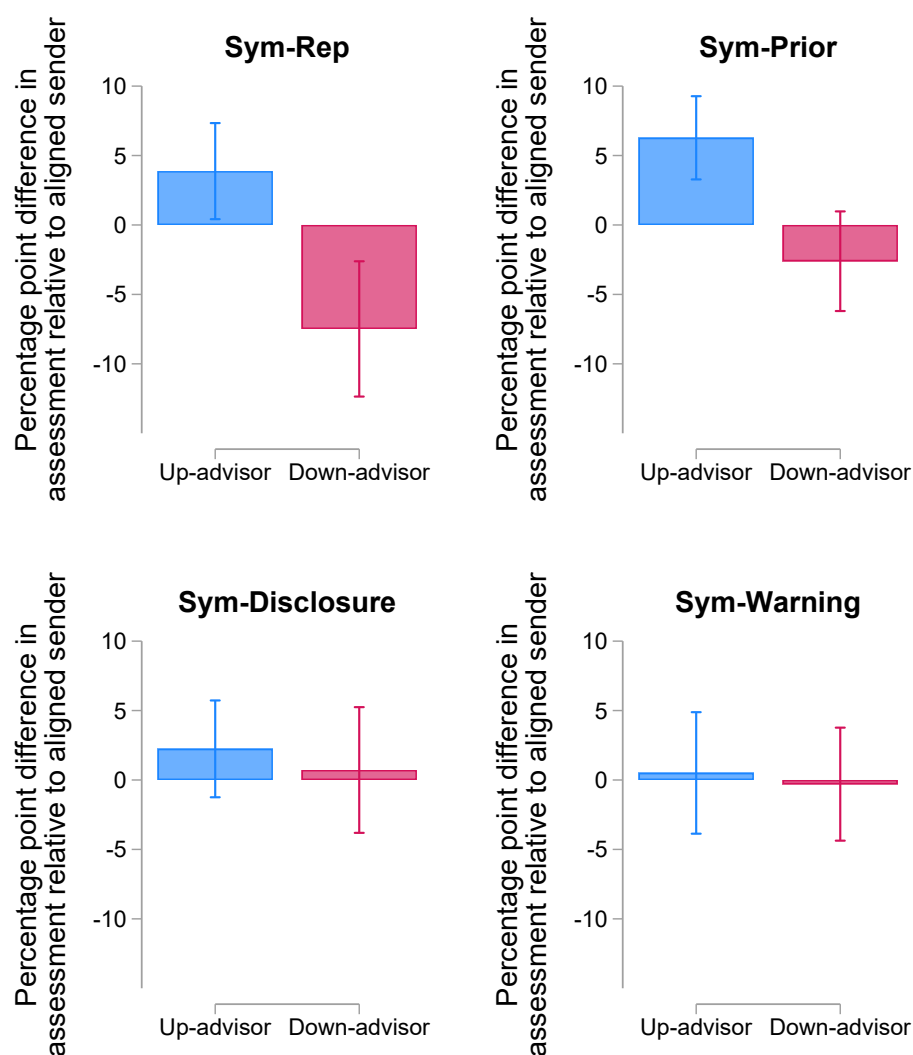 Sym-Rep
Percentage point difference in
assessment relative to aligned sender
10
5
0
-5
-10
Up-advisor Down-advisor
Sym-Prior
Percentage point difference in
assessment relative to aligned sender
10
5
0
-5
-10
Up-advisor Down-advisor
Sym-Disclosure
Percentage point difference in
assessment relative to aligned sender
10
5
0
-5
-10
Up-advisor Down-advisor
Sym-Warning
Percentage point difference in
assessment relative to aligned sender
10
5
0
-5
-10
Up-advisor Down-advisor